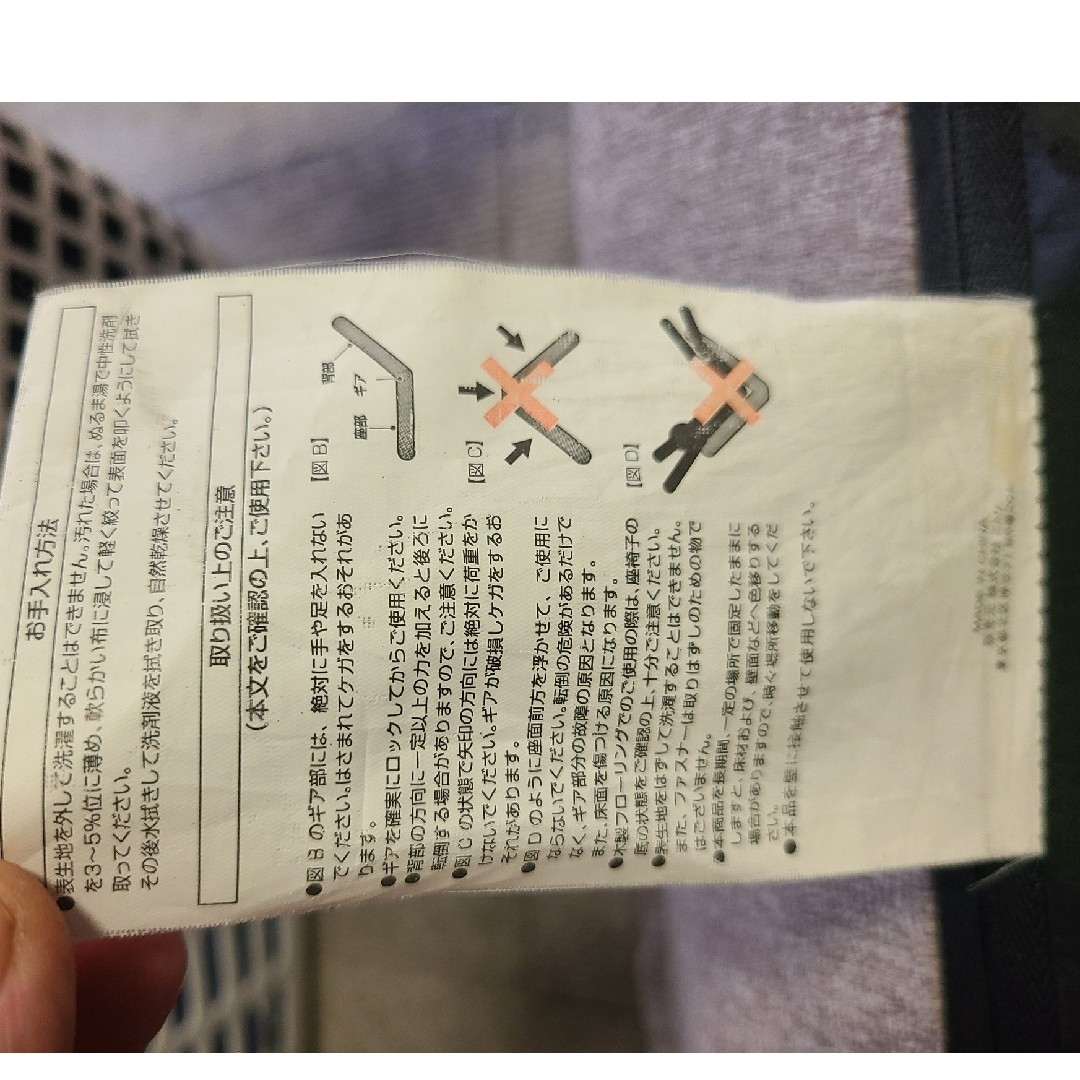 お手入れ方法
●表生地を外して洗濯することはできません。汚れた場合は、ぬるま湯で中性洗剤
を3~5%位に薄め、軟らかい布に浸して軽く絞って表面を叩くようにして拭き
取ってください。
その後水拭きして洗剤液を拭き取り、自然乾燥させてください。
取り扱い上のご注意
(本文をご確認の上、ご使用下さい。)
●図 B のギア部には、絶対に手や足を入れない
でください。はさまれてケガをするおそれがあ
ります。
●ギアを確実にロックしてからご使用ください。
●背部の方向に一定以上の力を加えると後ろに
転倒する場合がありますので、ご注意ください。
●図 C の状態で矢印の方向には絶対に荷重をか
けないでください。ギアが破損しケガをするお
それがあります。
●図 D のように座面前方を浮かせて、ご使用に
ならないでください。転倒の危険があるだけで
なく、ギア部分の故障の原因となります。
また、床面を傷つける原因になります。
●木製フローリングでのご使用の際は、座椅子の
底の状態をご確認の上、十分ご注意ください。
●表生地をはずして洗濯することはできません。
また、ファスナーは取りはずしのための物で
はございません。
●本商品を長期間、一定の場所で固定したままに
しますと、床材および、壁面などへ色移りする
場合がありますので、時々場所移動をしてくだ
さい。
●本品を壁に接触させて使用しないで下さい。
【図 B】
背部
ギア
座部
【図 C】
【図 D】
MADE IN CHINA